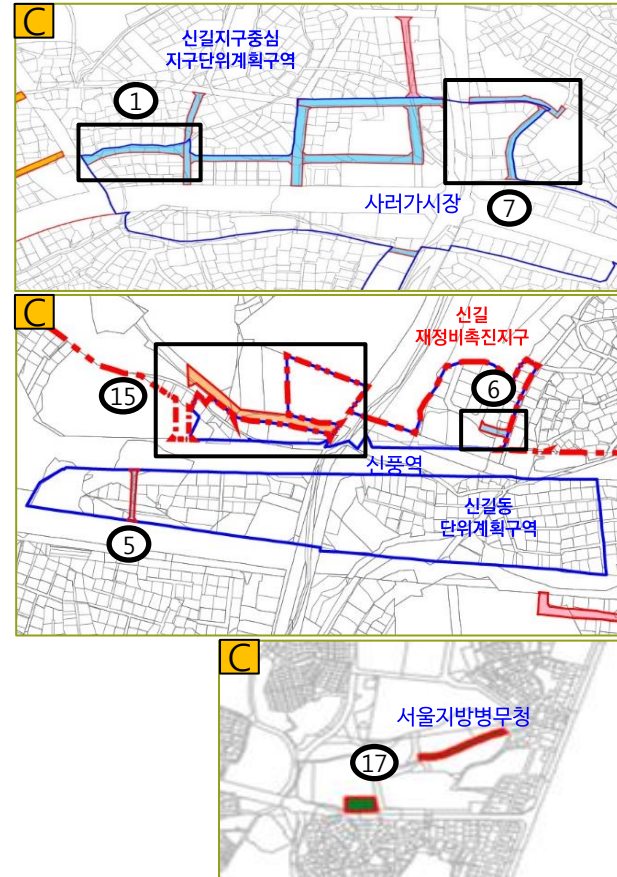 C
신길지구중심
지구단위계획구역
1
사러가시장
7
C
신길
재정비촉진지구
15
6
신풍역
신길동
단위계획구역
5
C
서울지방병무청
17